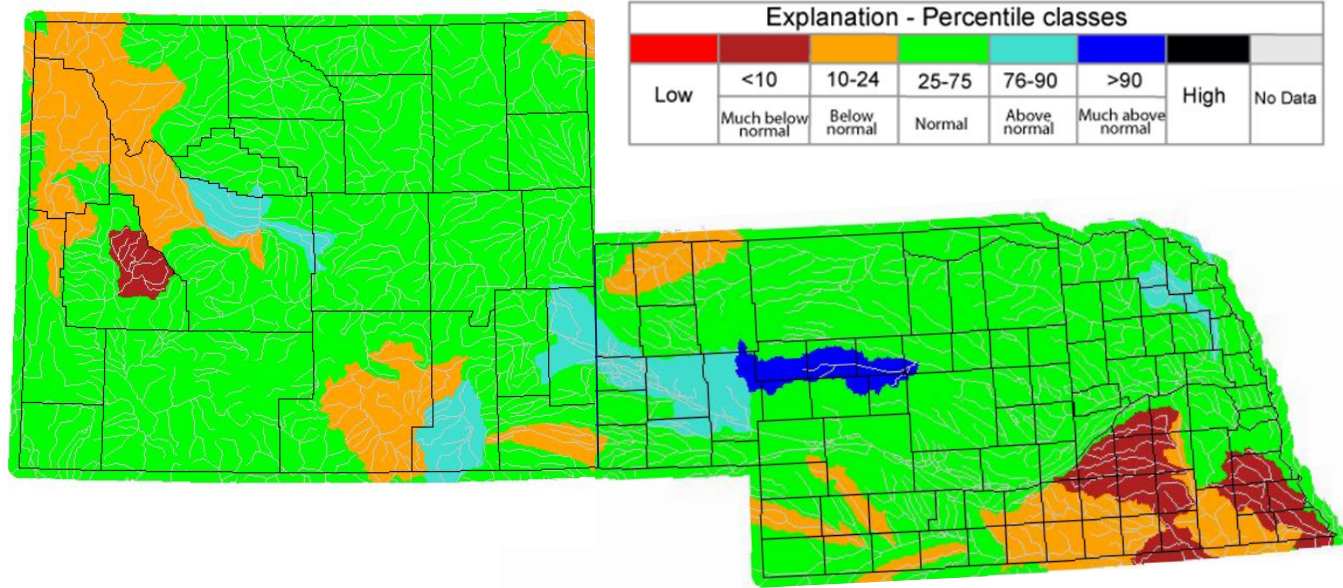 Explanation - Percentile classes
Low
<10
10-24
25-75
76-90
>90
High
No Data
Much below
normal
Below
normal
Normal
Above
normal
Much above
normal